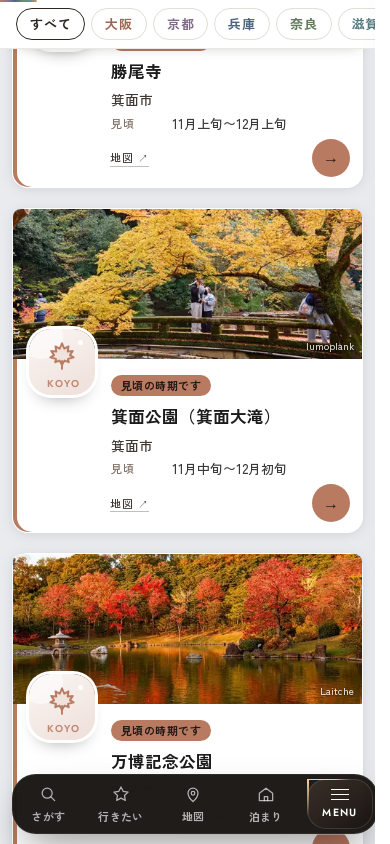 すべて
大阪
京都
兵庫
奈良
滋賀
勝尾寺
箕面市
見頃 11月上旬〜12月上旬
地図 ↗
→
lumoplank
KOYO
見頃の時期です
箕面公園（箕面大滝）
箕面市
見頃 11月中旬〜12月初旬
地図 ↗
→
Laitche
KOYO
見頃の時期です
万博記念公園
さがす
行きたい
地図
泊まり
MENU